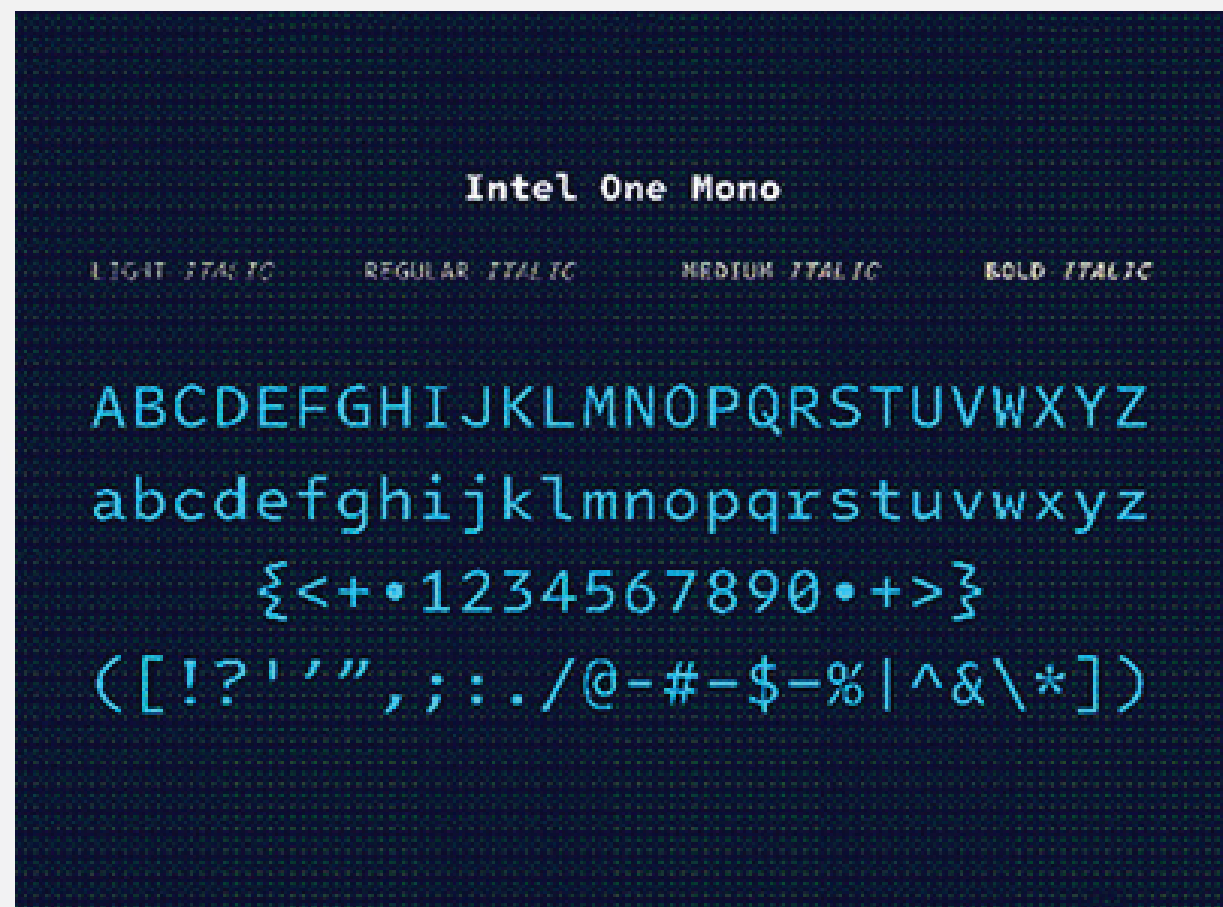 Intel One Mono
LIGHT ITALIC REGULAR ITALIC MEDIUM ITALIC BOLD ITALIC
ABCDEFGHIJKLMNOPQRSTUVWXYZ
abcdefghijklmnopqrstuvwxyz
{<+•1234567890•+>}
([!?'’”,;:./@-#–$—%|^&\*])